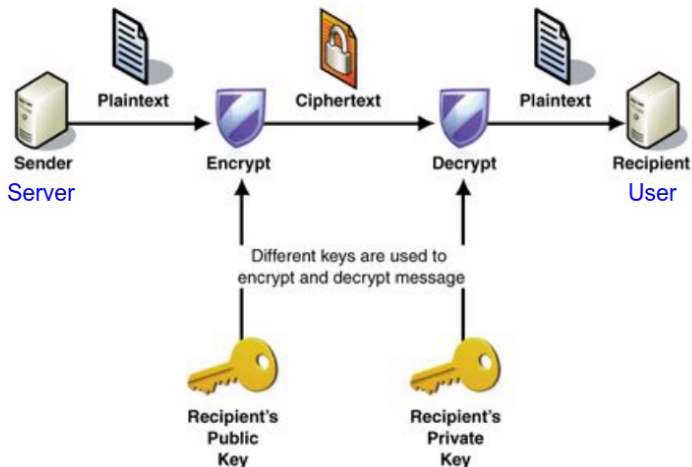 Plaintext
Ciphertext
Plaintext
Sender
Encrypt
Decrypt
Recipient
Server
User
Different keys are used to
encrypt and decrypt message
Recipient's
Public
Key
Recipient's
Private
Key